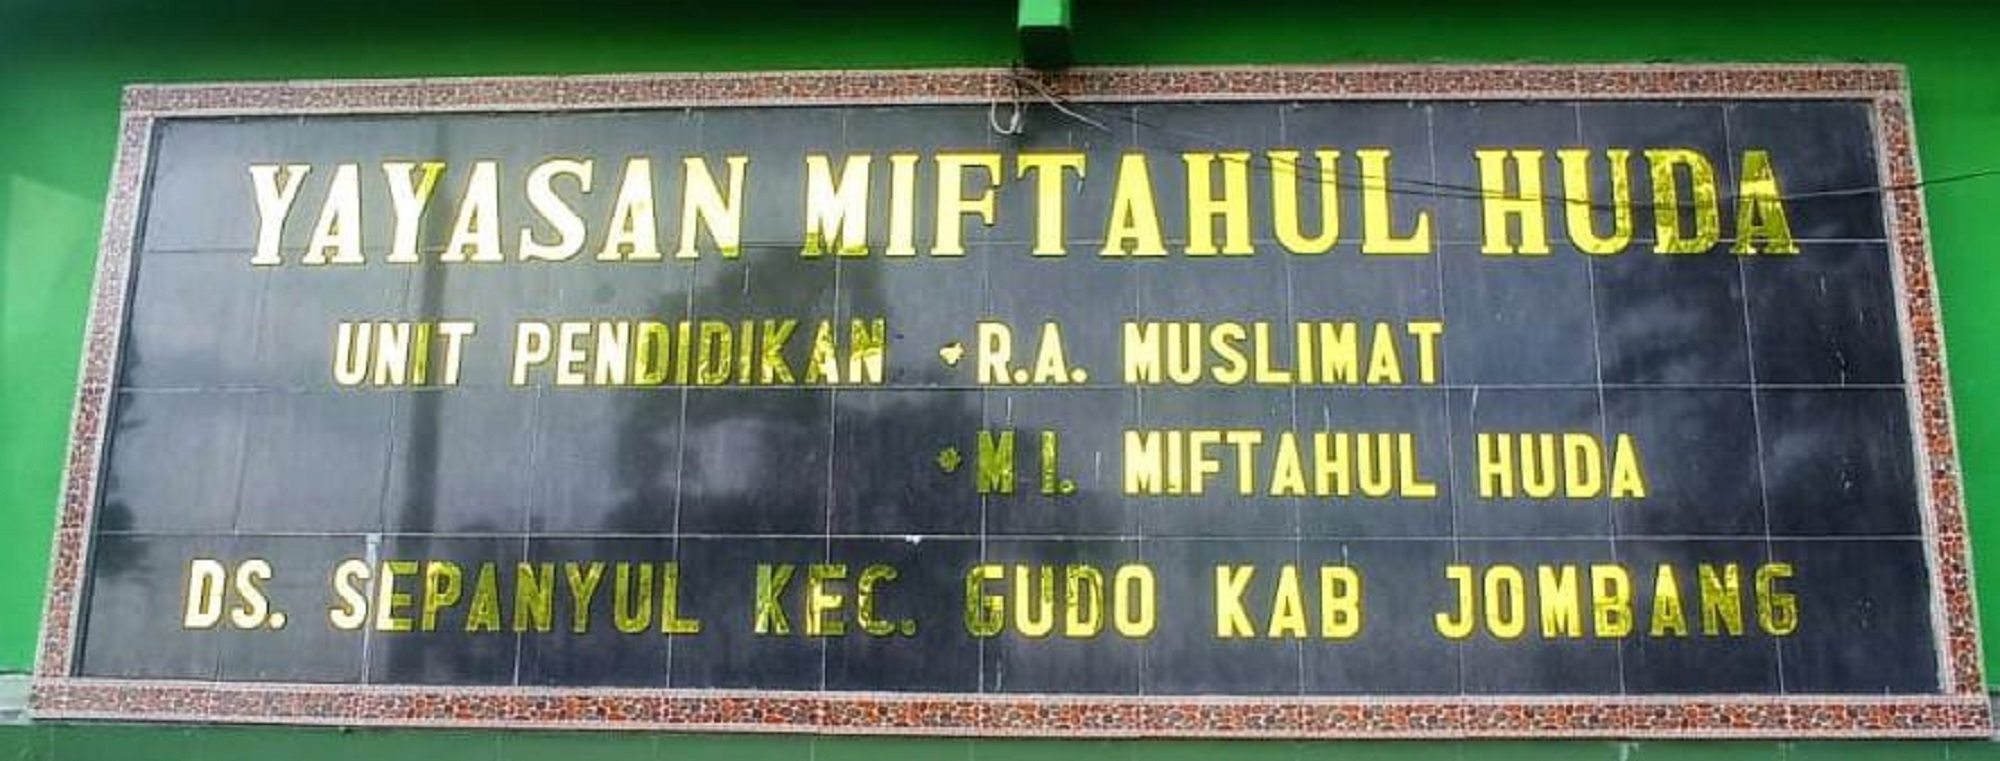 YAYASAN MIFTAHUL HUDA
UNIT PENDIDIKAN R.A. MUSLIMAT
M I. MIFTAHUL HUDA
DS. SEPANYUL KEC. GUDO KAB JOMBANG